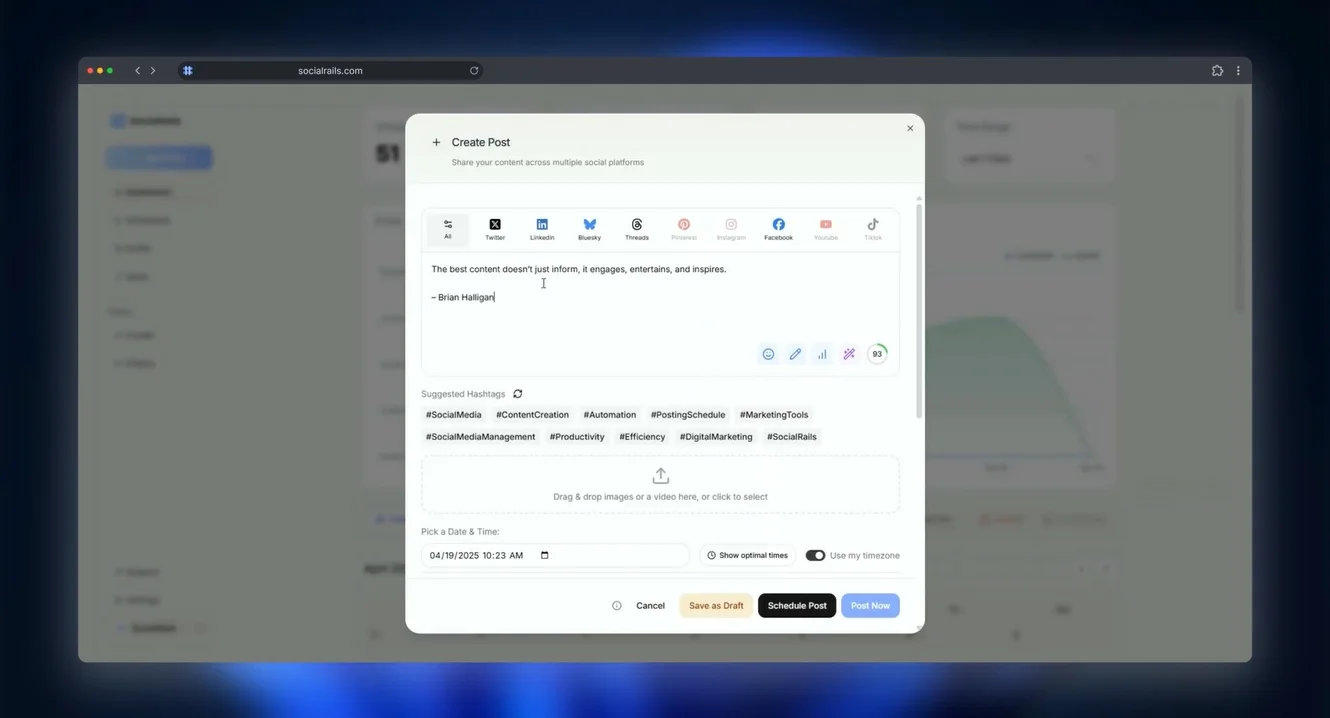 socialrails.com
Create Post
Share your content across multiple social platforms
All
Twitter
LinkedIn
Bluesky
Threads
Pinterest
Instagram
Facebook
Youtube
Tiktok
The best content doesn't just inform, it engages, entertains, and inspires.
– Brian Halligan
93
Suggested Hashtags
#SocialMedia #ContentCreation #Automation #PostingSchedule #MarketingTools
#SocialMediaManagement #Productivity #Efficiency #DigitalMarketing #SocialRails
Drag & drop images or a video here, or click to select
Pick a Date & Time:
04/19/2025 10:23 AM
Show optimal times
Use my timezone
Cancel
Save as Draft
Schedule Post
Post Now
51